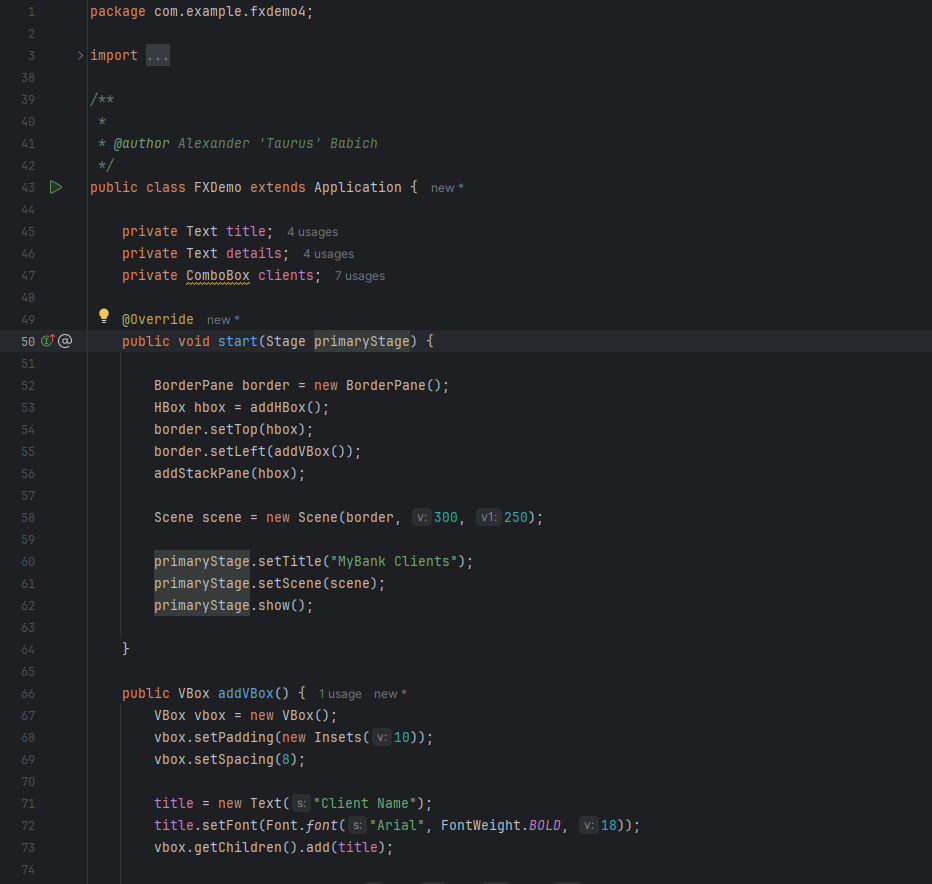 1 package com.example.fxdemo4;
2
3 import ...
38
39 /**
40 *
41 * @author Alexander 'Taurus' Babich
42 */
43 public class FXDemo extends Application { new *
44
45 private Text title; 4 usages
46 private Text details; 4 usages
47 private ComboBox clients; 7 usages
48
49 @Override new *
50 public void start(Stage primaryStage) {
51
52 BorderPane border = new BorderPane();
53 HBox hbox = addHBox();
54 border.setTop(hbox);
55 border.setLeft(addVBox());
56 addStackPane(hbox);
57
58 Scene scene = new Scene(border, v: 300, v1: 250);
59
60 primaryStage.setTitle("MyBank Clients");
61 primaryStage.setScene(scene);
62 primaryStage.show();
63
64 }
65
66 public VBox addVBox() { 1 usage new *
67 VBox vbox = new VBox();
68 vbox.setPadding(new Insets( v: 10));
69 vbox.setSpacing(8);
70
71 title = new Text( s: "Client Name");
72 title.setFont(Font.font( s: "Arial", FontWeight.BOLD, v: 18));
73 vbox.getChildren().add(title);
74